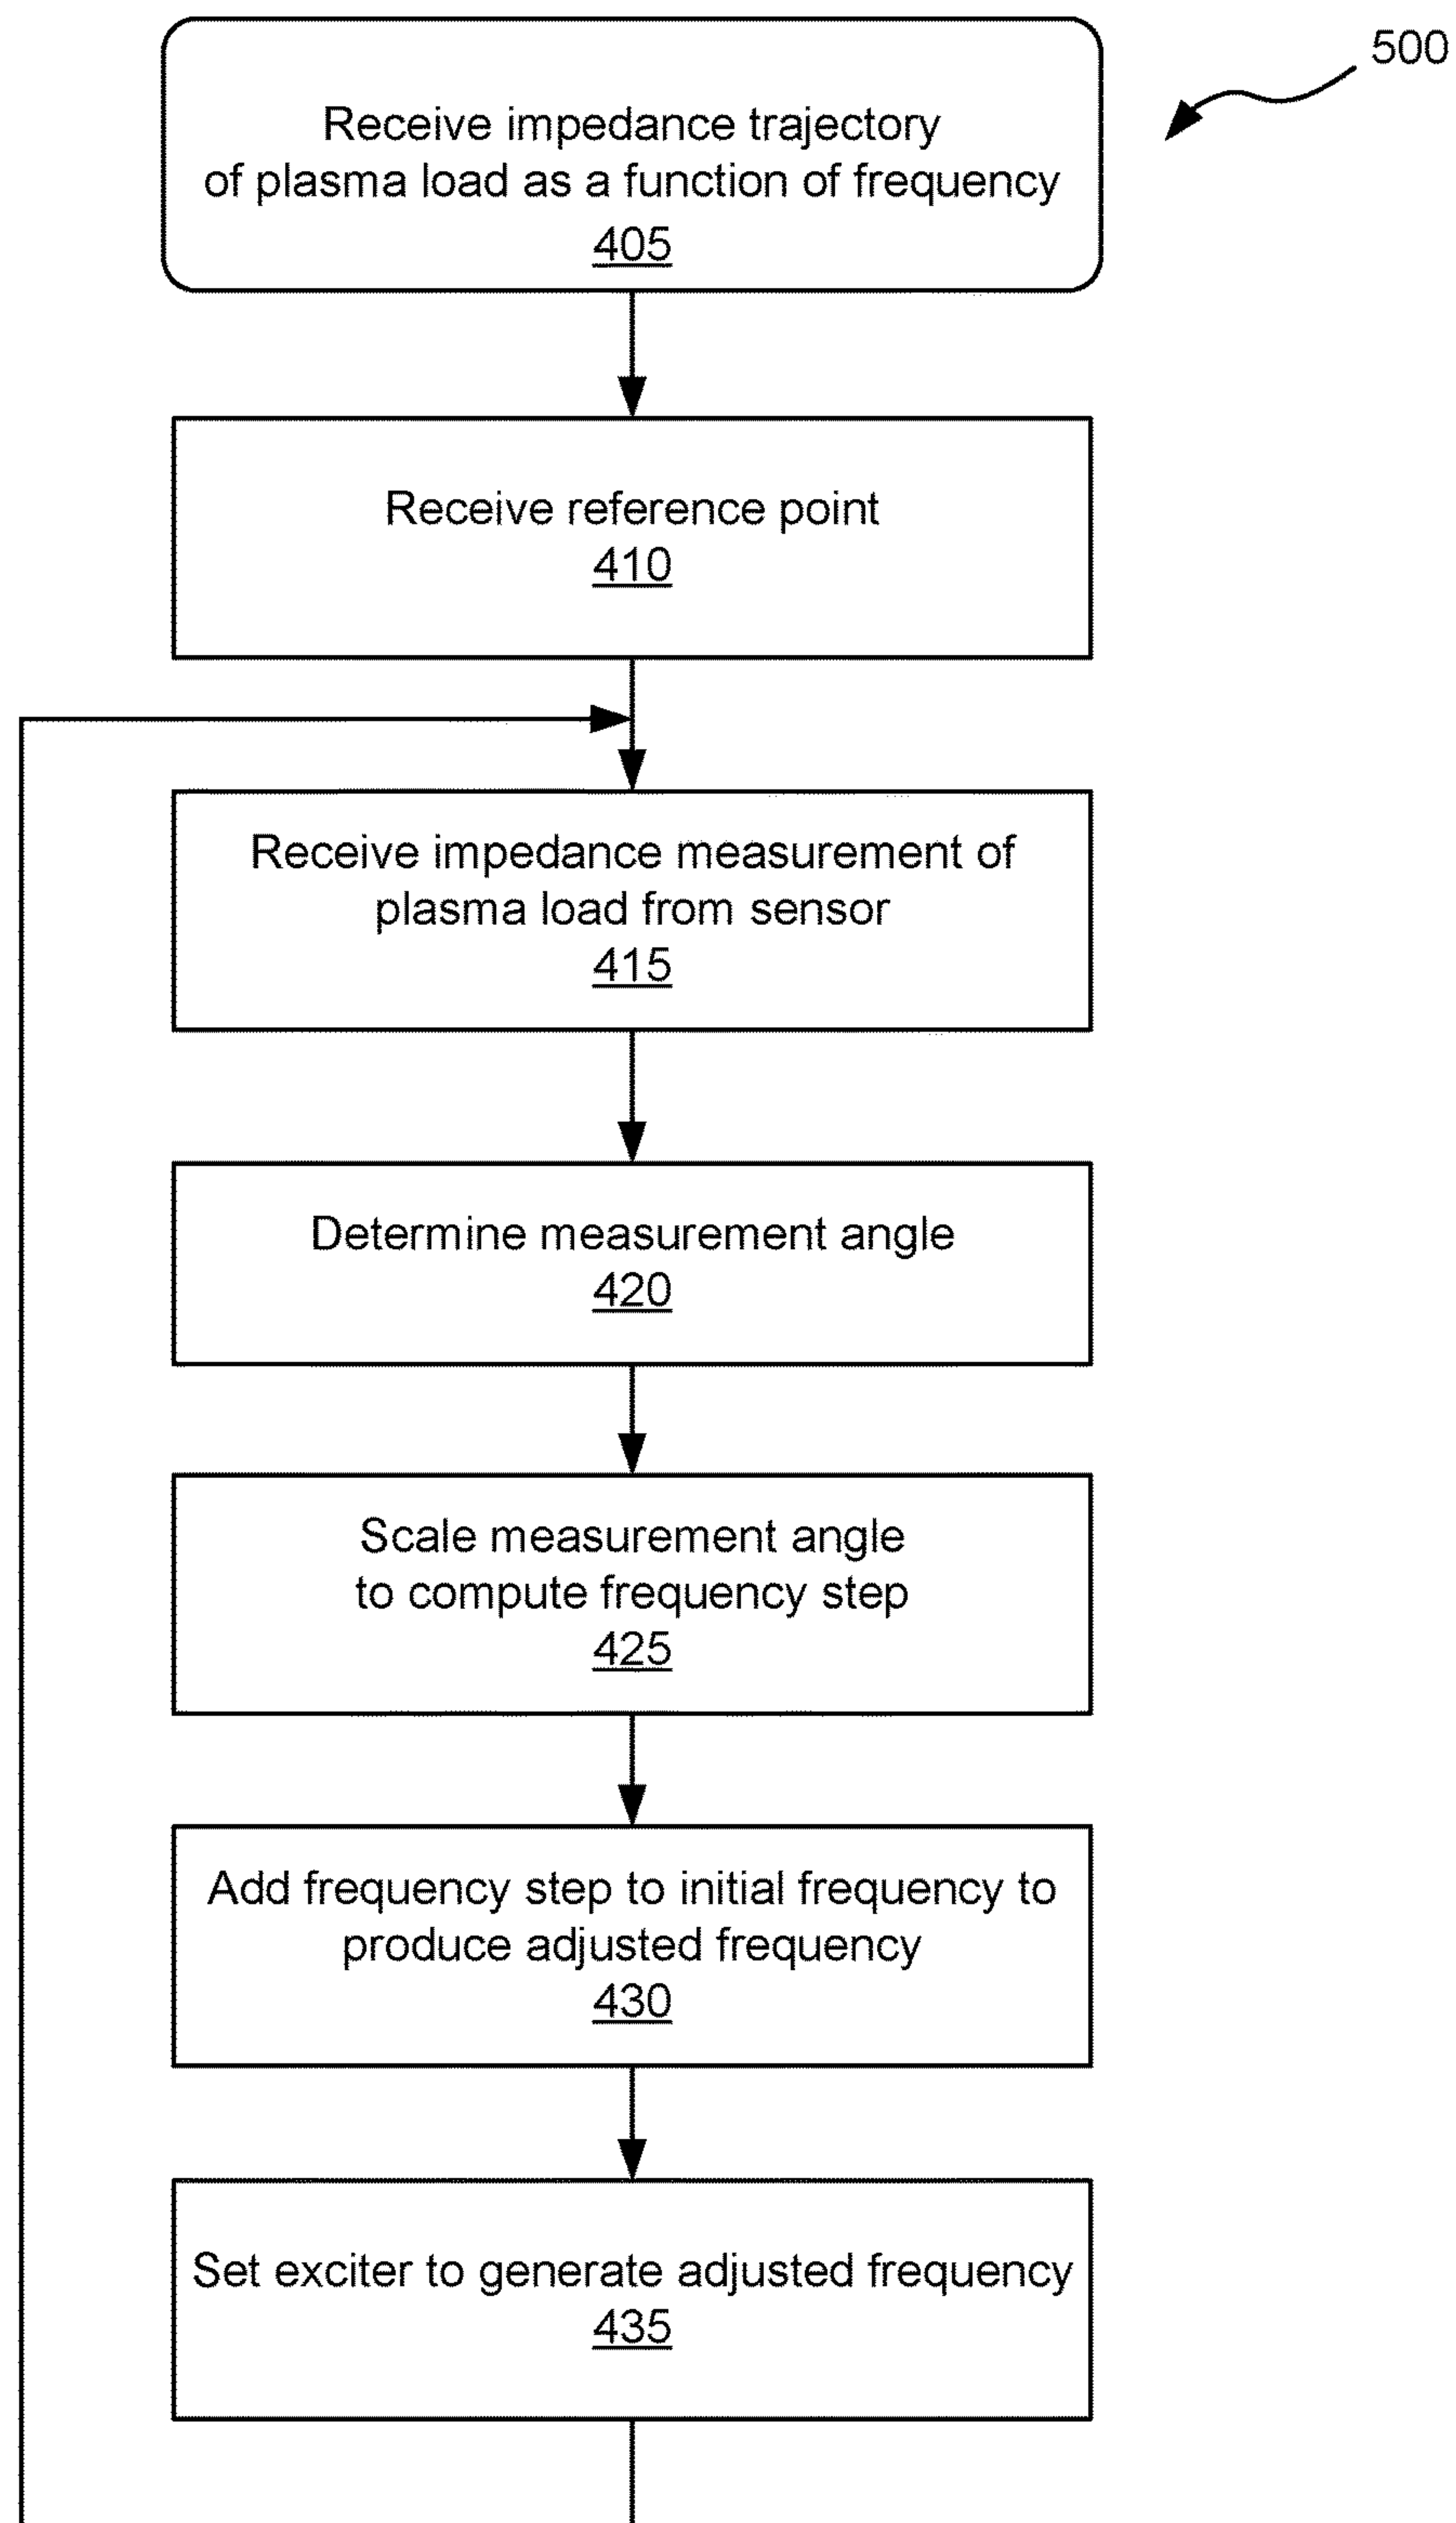 500
Receive impedance trajectory
of plasma load as a function of frequency
405
Receive reference point
410
Receive impedance measurement of
plasma load from sensor
415
Determine measurement angle
420
Scale measurement angle
to compute frequency step
425
Add frequency step to initial frequency to
produce adjusted frequency
430
Set exciter to generate adjusted frequency
435